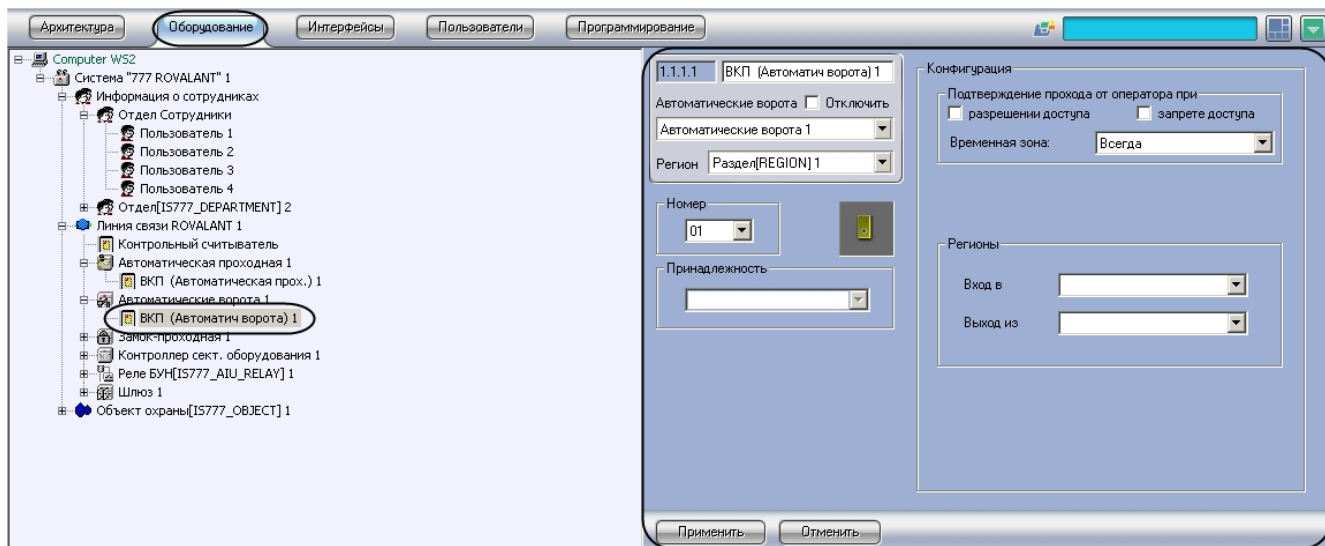 Архитектура Оборудование Интерфейсы Пользователи Программирование
Computer WS2
Система "777 ROVALANT" 1
Информация о сотрудниках
Отдел Сотрудники
Пользователь 1
Пользователь 2
Пользователь 3
Пользователь 4
Отдел[IS777_DEPARTMENT] 2
Линия связи ROVALANT 1
Контрольный считыватель
Автоматическая проходная 1
ВКП (Автоматическая прох.) 1
Автоматические ворота 1
ВКП (Автоматич ворота) 1
Замок-проходная 1
Контроллер сект. оборудования 1
Реле БУН[IS777_AIU_RELAY] 1
Шлюз 1
Объект охраны[IS777_OBJECT] 1
1.1.1.1 ВКП (Автоматич ворота) 1
Автоматические ворота Отключить
Автоматические ворота 1
Регион Раздел[REGION] 1
Номер
01
Принадлежность
Конфигурация
Подтверждение прохода от оператора при
разрешении доступа запрете доступа
Временная зона: Всегда
Регионы
Вход в
Выход из
Применить Отменить